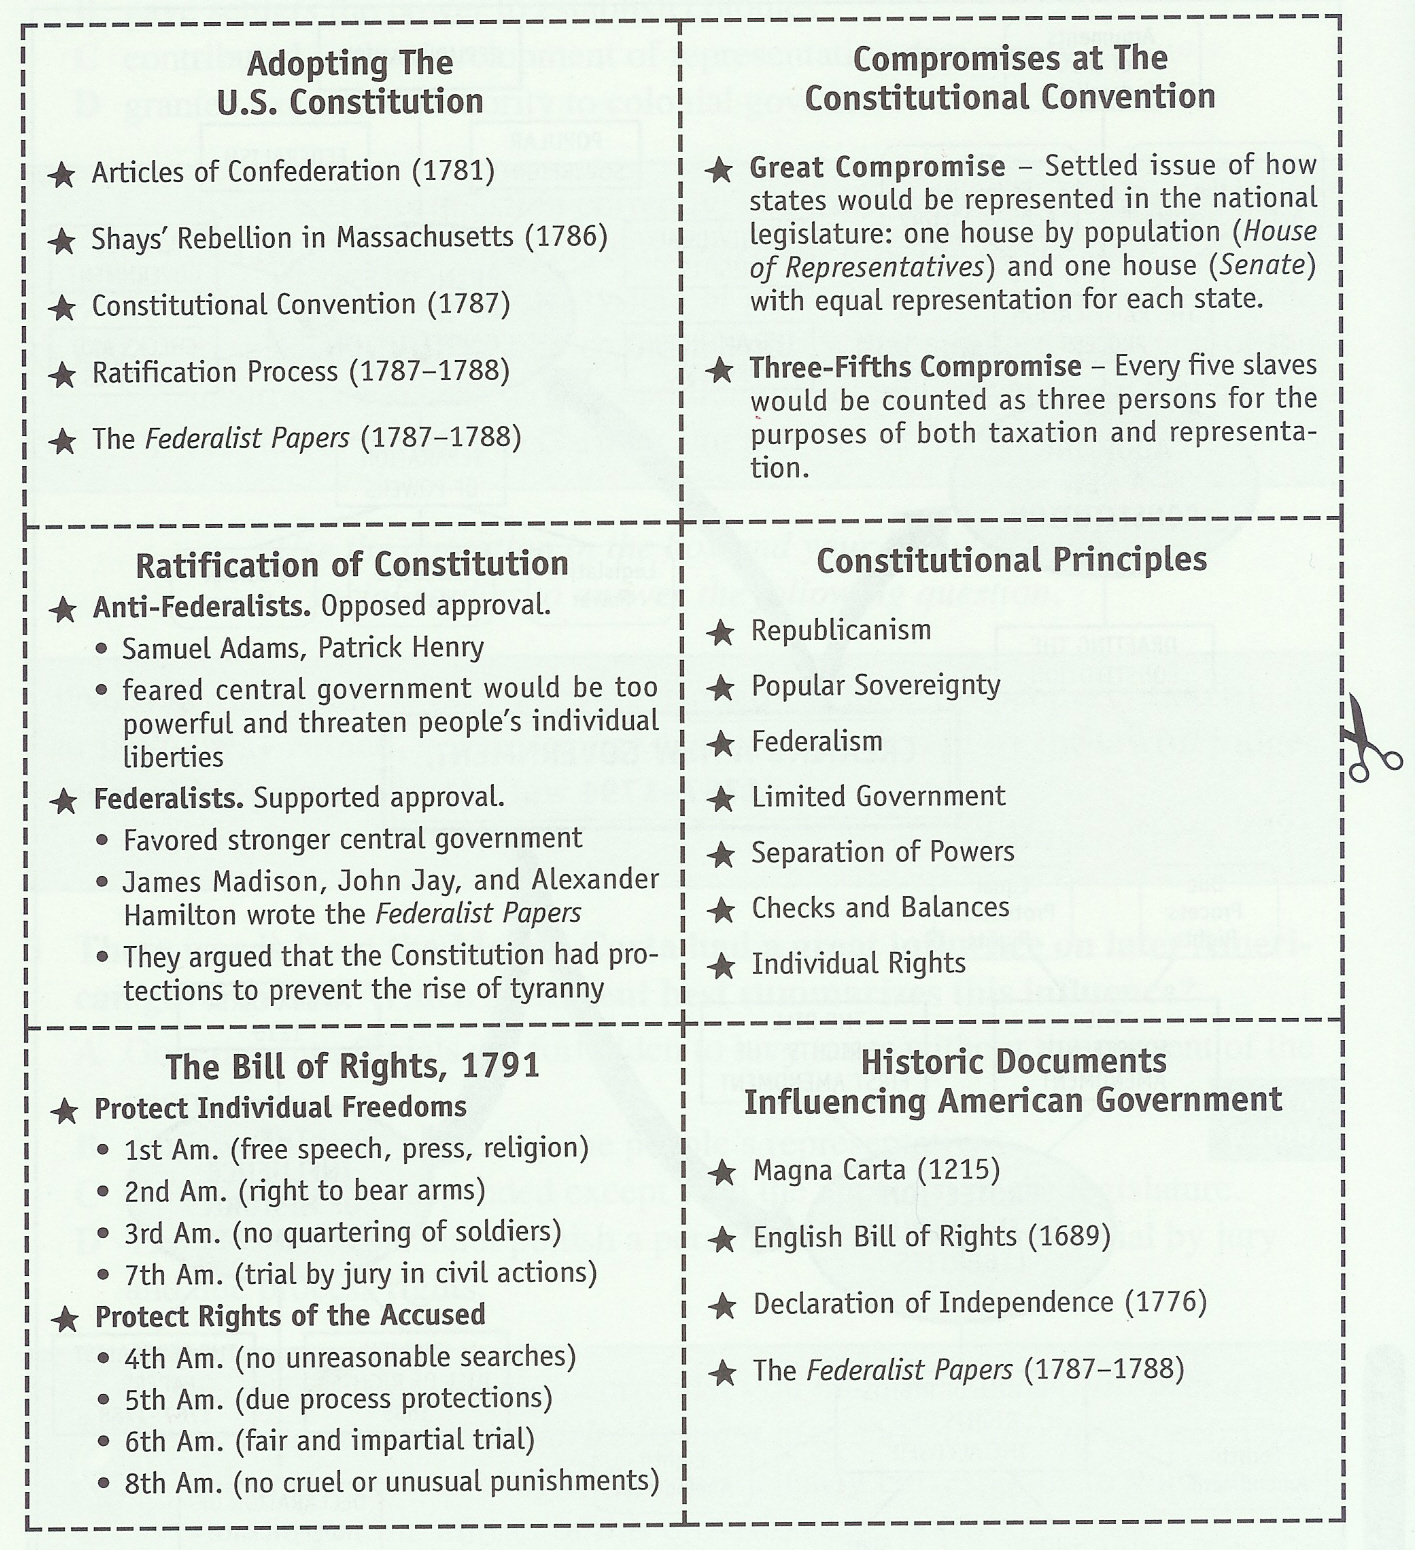 Adopting The
U.S. Constitution
★ Articles of Confederation (1781)
★ Shays' Rebellion in Massachusetts (1786)
★ Constitutional Convention (1787)
★ Ratification Process (1787–1788)
★ The Federalist Papers (1787–1788)
Compromises at The
Constitutional Convention
★ Great Compromise – Settled issue of how
states would be represented in the national
legislature: one house by population (House
of Representatives) and one house (Senate)
with equal representation for each state.
★ Three-Fifths Compromise – Every five slaves
would be counted as three persons for the
purposes of both taxation and representa-
tion.
Ratification of Constitution
★ Anti-Federalists. Opposed approval.
• Samuel Adams, Patrick Henry
• feared central government would be too
powerful and threaten people's individual
liberties
★ Federalists. Supported approval.
• Favored stronger central government
• James Madison, John Jay, and Alexander
Hamilton wrote the Federalist Papers
• They argued that the Constitution had pro-
tections to prevent the rise of tyranny
Constitutional Principles
★ Republicanism
★ Popular Sovereignty
★ Federalism
★ Limited Government
★ Separation of Powers
★ Checks and Balances
★ Individual Rights
The Bill of Rights, 1791
★ Protect Individual Freedoms
• 1st Am. (free speech, press, religion)
• 2nd Am. (right to bear arms)
• 3rd Am. (no quartering of soldiers)
• 7th Am. (trial by jury in civil actions)
★ Protect Rights of the Accused
• 4th Am. (no unreasonable searches)
• 5th Am. (due process protections)
• 6th Am. (fair and impartial trial)
• 8th Am. (no cruel or unusual punishments)
Historic Documents
Influencing American Government
★ Magna Carta (1215)
★ English Bill of Rights (1689)
★ Declaration of Independence (1776)
★ The Federalist Papers (1787–1788)